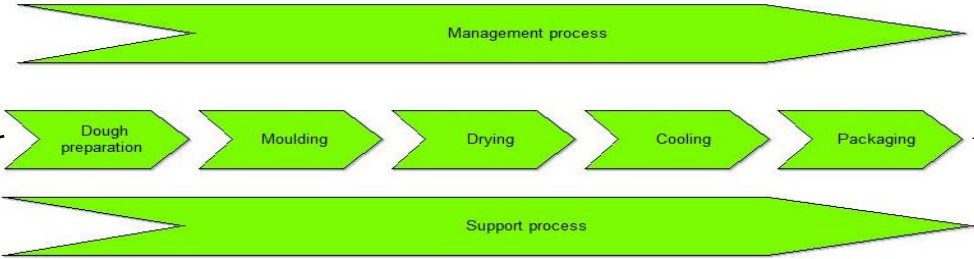 Management process
Dough
preparation
Moulding
Drying
Cooling
Packaging
Support process